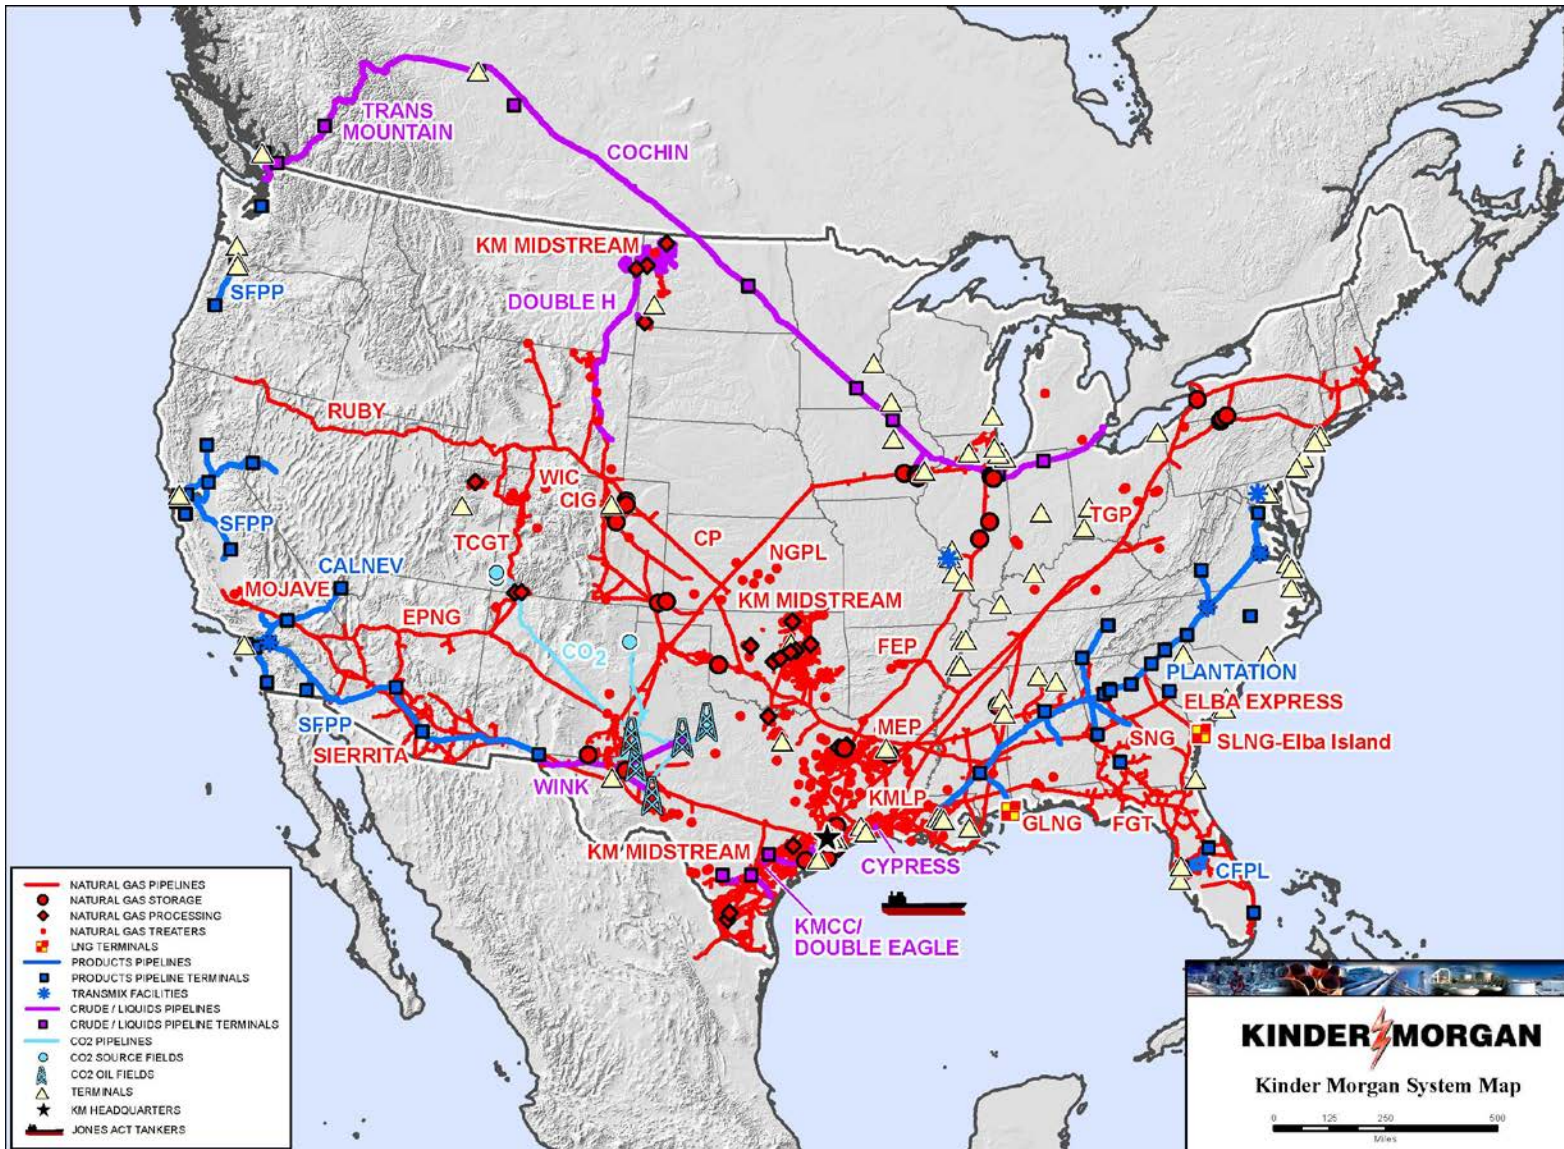 TRANS
MOUNTAIN
COCHIN
KM MIDSTREAM
DOUBLE H
SFPP
RUBY
WIC
CIG
TCGT
CP
NGPL
TGP
SFPP
CALNEV
MOJAVE
EPNG
KM MIDSTREAM
CO2
FEP
PLANTATION
ELBA EXPRESS
SFPP
SIERRITA
MEP
SNG
SLNG-Elba Island
WINK
KMLP
GLNG
FGT
KM MIDSTREAM
CYPRESS
CFPL
KMCC/
DOUBLE EAGLE
NATURAL GAS PIPELINES
NATURAL GAS STORAGE
NATURAL GAS PROCESSING
NATURAL GAS TREATERS
LNG TERMINALS
PRODUCTS PIPELINES
PRODUCTS PIPELINE TERMINALS
TRANSMIX FACILITIES
CRUDE / LIQUIDS PIPELINES
CRUDE / LIQUIDS PIPELINE TERMINALS
CO2 PIPELINES
CO2 SOURCE FIELDS
CO2 OIL FIELDS
TERMINALS
KM HEADQUARTERS
JONES ACT TANKERS
KINDER MORGAN
Kinder Morgan System Map
0 125 250 500
Miles